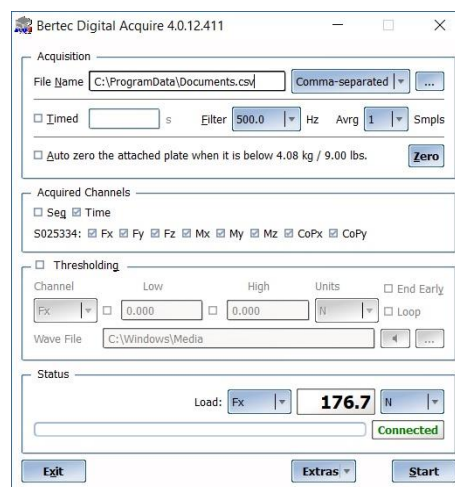 Bertec Digital Acquire 4.0.12.411
Acquisition
File Name C:\ProgramData\Documents.csv Comma-separated ...
Timed s Filter 500.0 Hz Avrg 1 Smpls
Auto zero the attached plate when it is below 4.08 kg / 9.00 lbs. Zero
Acquired Channels
Seq Time
S025334: Fx Fy Fz Mx My Mz CoPx CoPy
Thresholding
Channel Low High Units End Early
Fx 0.000 0.000 N Loop
Wave File C:\Windows\Media ...
Status
Load: Fx 176.7 N
Connected
Exit Extras Start